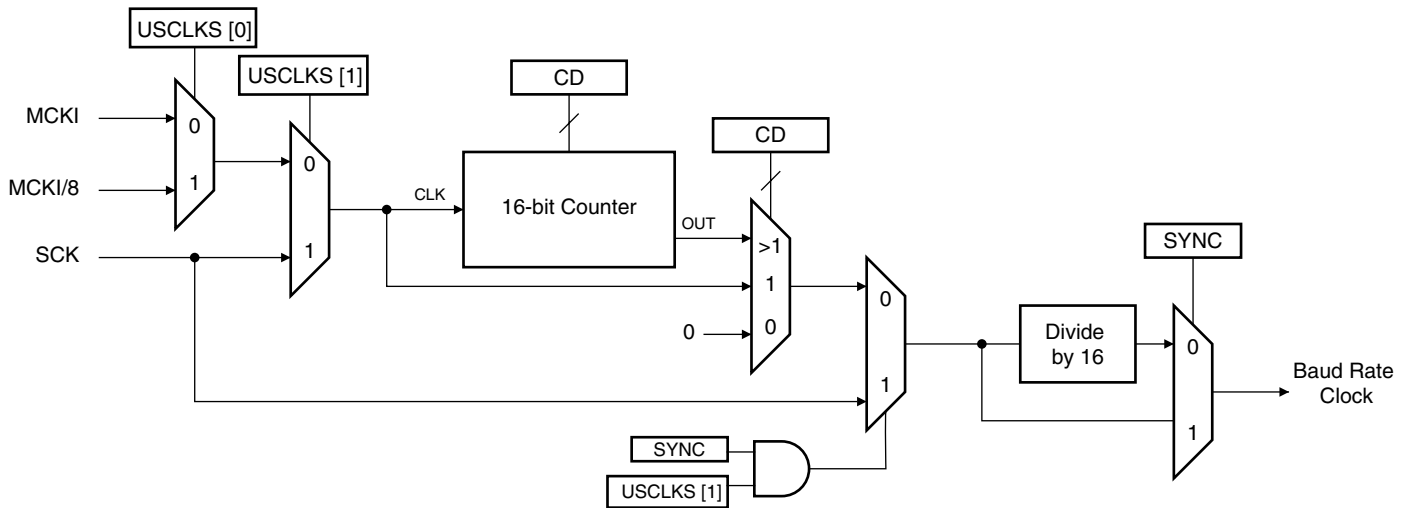 USCLKS [0]
USCLKS [1]
CD
CD
MCKI
0
0
MCKI/8
1
CLK
16-bit Counter
OUT
SYNC
SCK
1
>1
1
0
0
0
Divide
by 16
0
1
Baud Rate
Clock
1
SYNC
USCLKS [1]